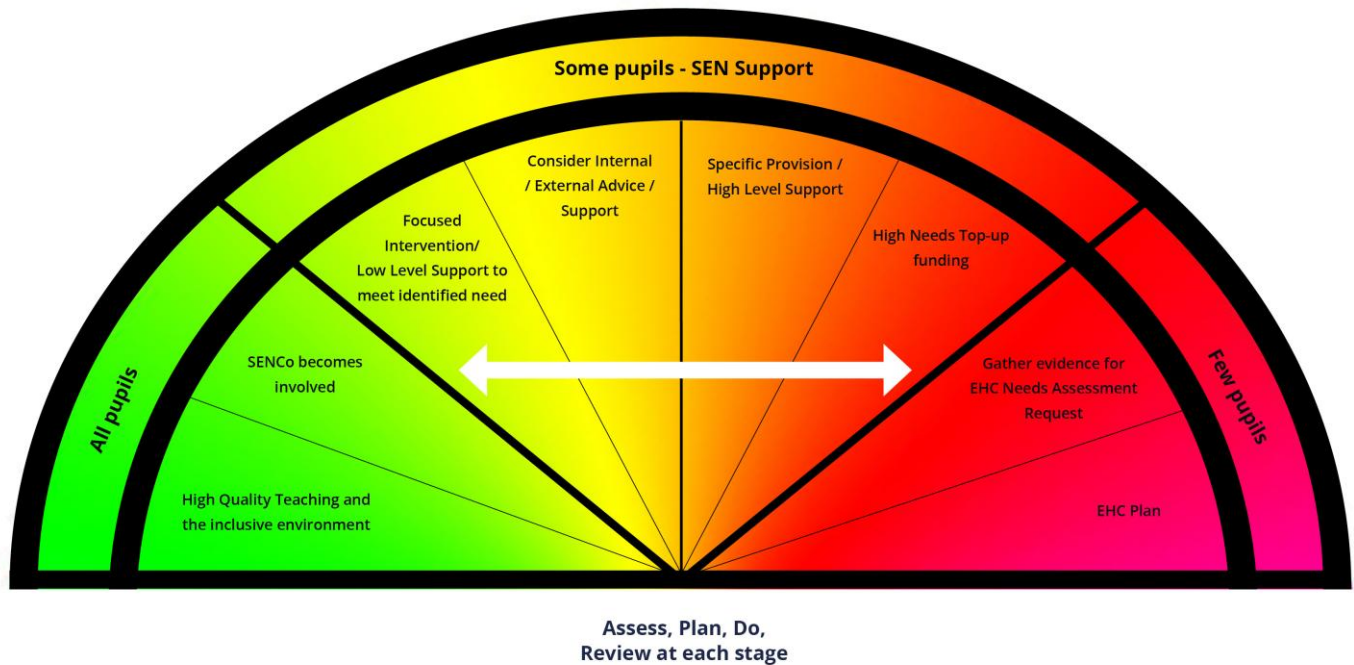 Some pupils - SEN Support
All pupils
Few pupils
High Quality Teaching and
the inclusive environment
SENCo becomes
involved
Focused
Intervention/
Low Level Support to
meet identified need
Consider Internal
/ External Advice /
Support
Specific Provision /
High Level Support
High Needs Top-up
funding
Gather evidence for
EHC Needs Assessment
Request
EHC Plan
Assess, Plan, Do,
Review at each stage